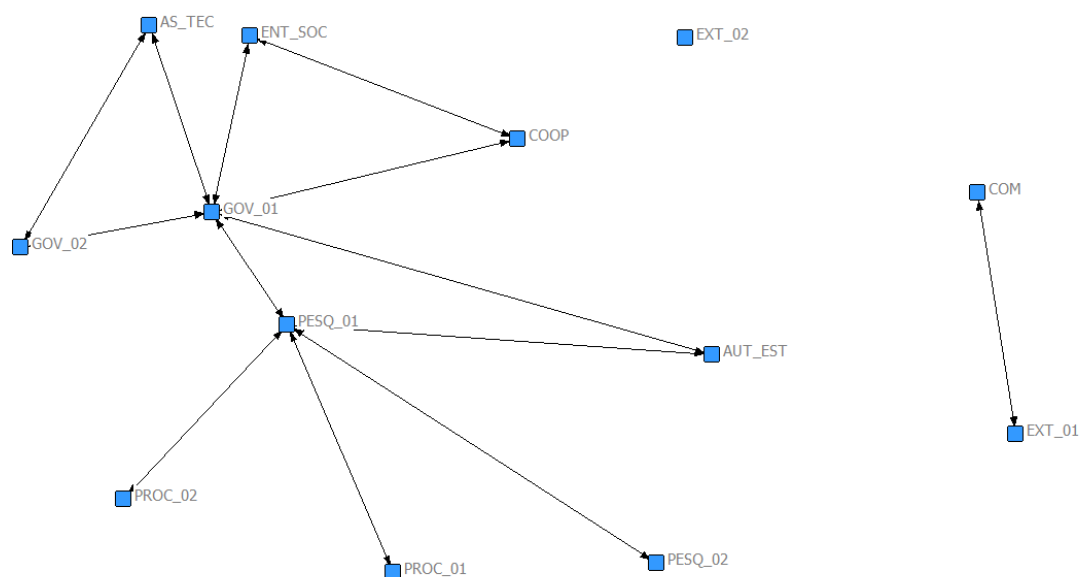 AS_TEC
ENT_SOC
EXT_02
COOP
COM
GOV_01
GOV_02
PESQ_01
AUT_EST
EXT_01
PROC_02
PESQ_02
PROC_01